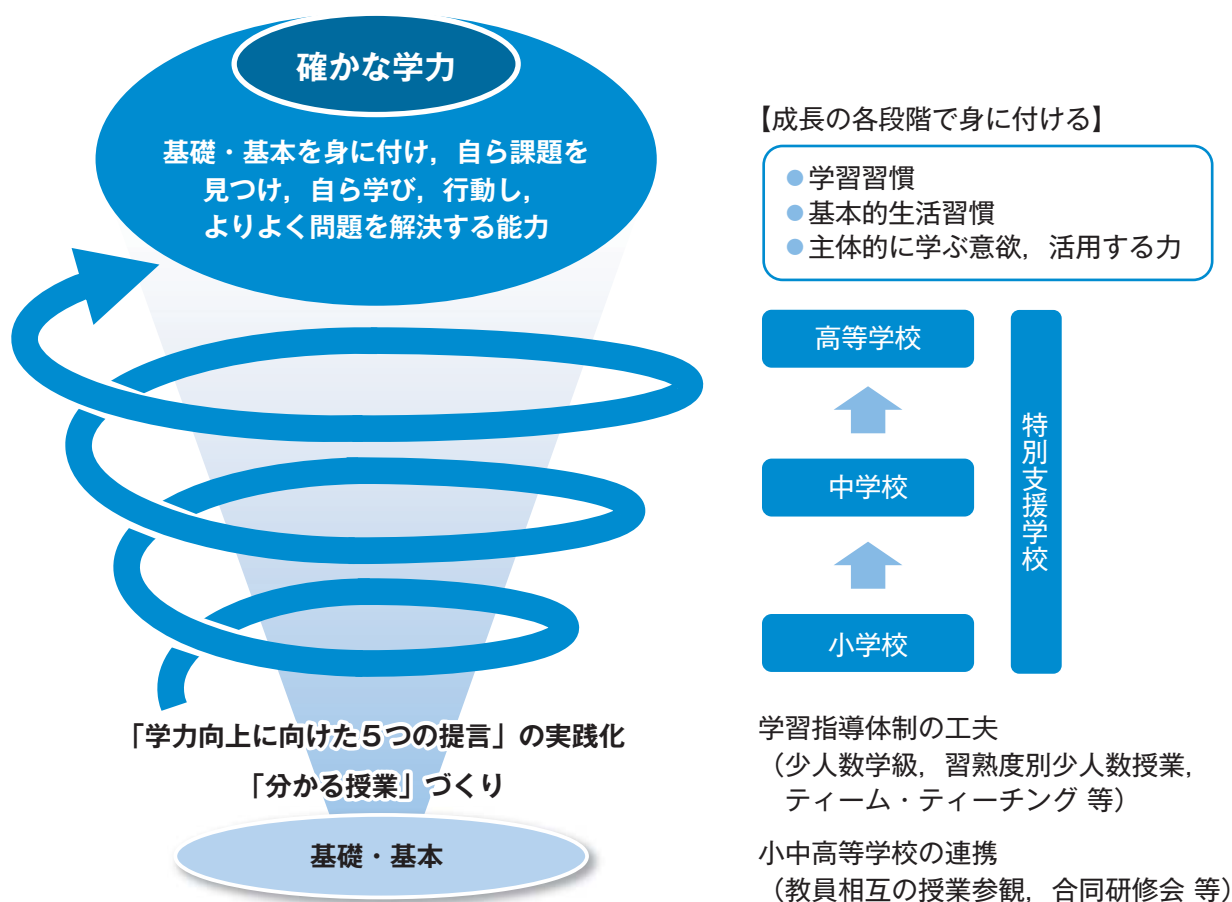 確かな学力
基礎・基本を身に付け，自ら課題を
見つけ，自ら学び，行動し，
よりよく問題を解決する能力
「学力向上に向けた５つの提言」の実践化
「分かる授業」づくり
基礎・基本
【成長の各段階で身に付ける】
●学習習慣
●基本的生活習慣
●主体的に学ぶ意欲，活用する力
高等学校
中学校
小学校
特別支援学校
学習指導体制の工夫
（少人数学級，習熟度別少人数授業，
ティーム・ティーチング 等）
小中高等学校の連携
（教員相互の授業参観，合同研修会 等）